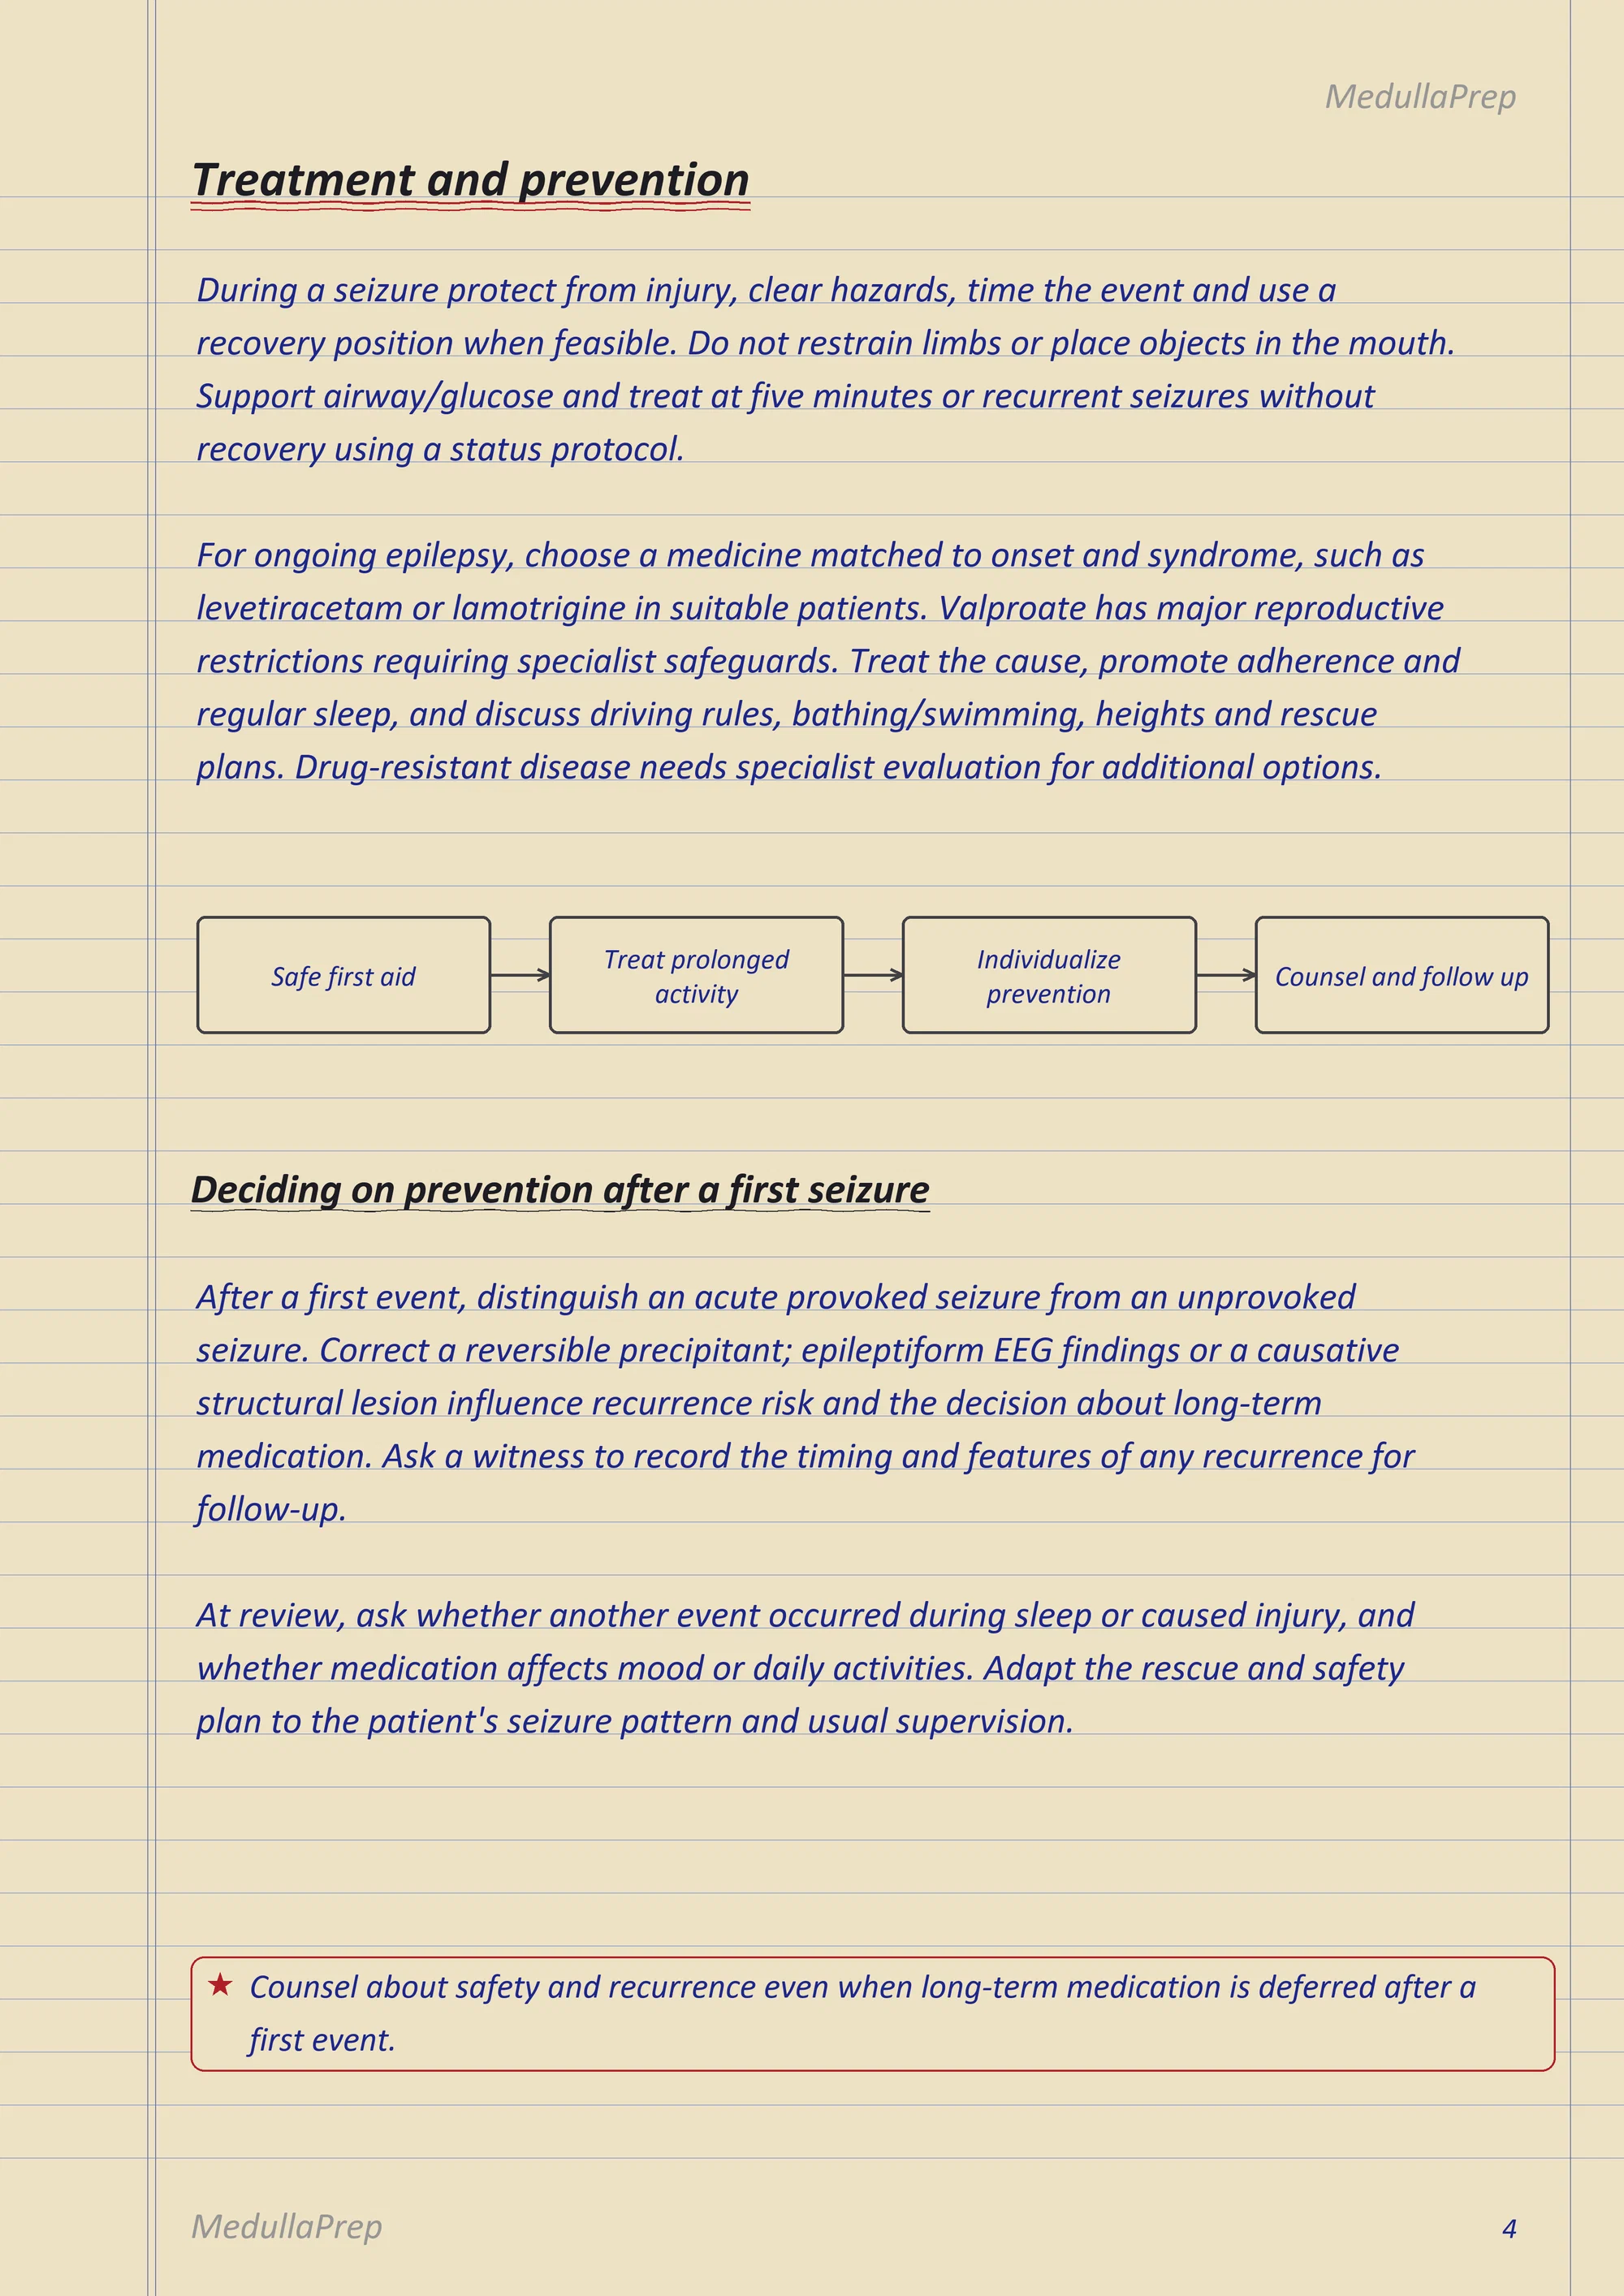 MedullaPrep
Treatment and prevention
During a seizure protect from injury, clear hazards, time the event and use a
recovery position when feasible. Do not restrain limbs or place objects in the mouth.
Support airway/glucose and treat at five minutes or recurrent seizures without
recovery using a status protocol.
For ongoing epilepsy, choose a medicine matched to onset and syndrome, such as
levetiracetam or lamotrigine in suitable patients. Valproate has major reproductive
restrictions requiring specialist safeguards. Treat the cause, promote adherence and
regular sleep, and discuss driving rules, bathing/swimming, heights and rescue
plans. Drug-resistant disease needs specialist evaluation for additional options.
Safe first aid
Treat prolonged
activity
Individualize
prevention
Counsel and follow up
Deciding on prevention after a first seizure
After a first event, distinguish an acute provoked seizure from an unprovoked
seizure. Correct a reversible precipitant; epileptiform EEG findings or a causative
structural lesion influence recurrence risk and the decision about long-term
medication. Ask a witness to record the timing and features of any recurrence for
follow-up.
At review, ask whether another event occurred during sleep or caused injury, and
whether medication affects mood or daily activities. Adapt the rescue and safety
plan to the patient's seizure pattern and usual supervision.
★ Counsel about safety and recurrence even when long-term medication is deferred after a
first event.
MedullaPrep
4